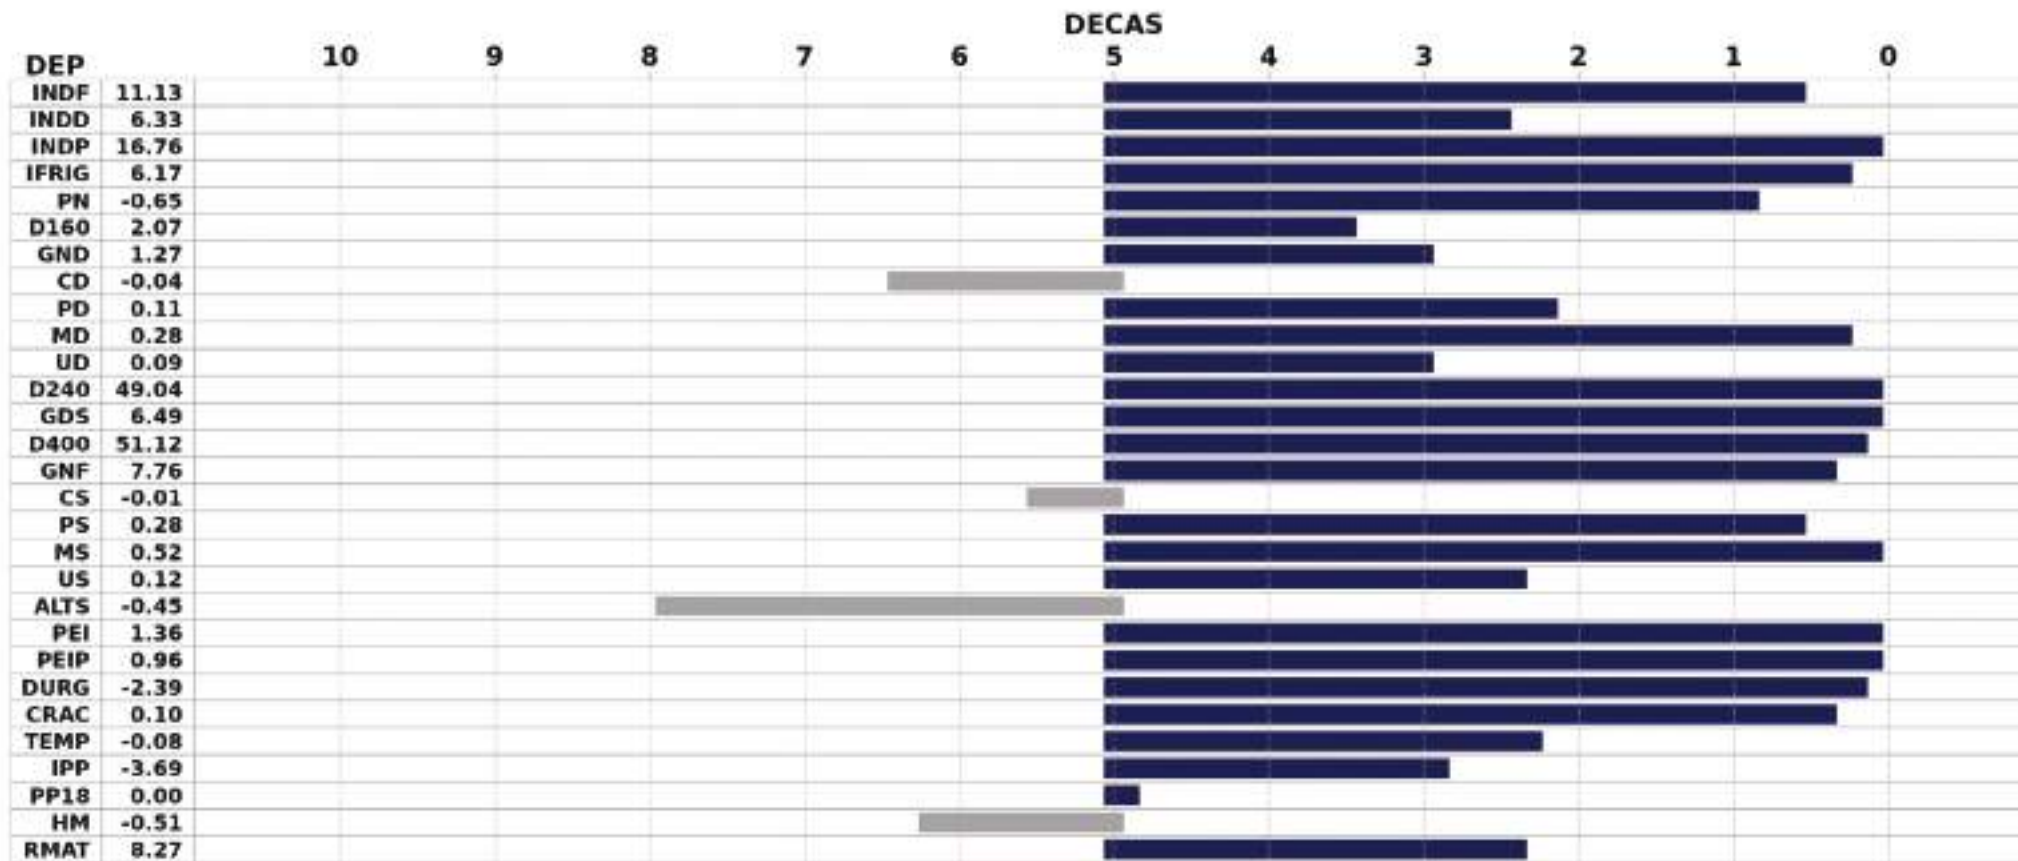 DECAS
DEP 10 9 8 7 6 5 4 3 2 1 0
INDF 11.13
INDD 6.33
INDP 16.76
IFRIG 6.17
PN -0.65
D160 2.07
GND 1.27
CD -0.04
PD 0.11
MD 0.28
UD 0.09
D240 49.04
GDS 6.49
D400 51.12
GNF 7.76
CS -0.01
PS 0.28
MS 0.52
US 0.12
ALTS -0.45
PEI 1.36
PEIP 0.96
DURG -2.39
CRAC 0.10
TEMP -0.08
IPP -3.69
PP18 0.00
HM -0.51
RMAT 8.27